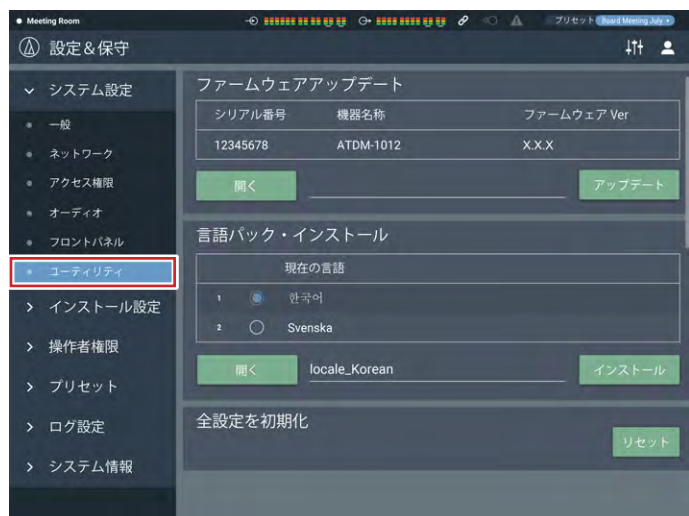 Meeting Room
プリセット Board Meeting July
設定＆保守
システム設定
一般
ネットワーク
アクセス権限
オーディオ
フロントパネル
ユーティリティ
インストール設定
操作者権限
プリセット
ログ設定
システム情報
ファームウェアアップデート
シリアル番号 機器名称 ファームウェア Ver
12345678 ATDM-1012 X.X.X
開く アップデート
言語パック・インストール
現在の言語
1 한국어
2 Svenska
開く locale_Korean インストール
全設定を初期化
リセット